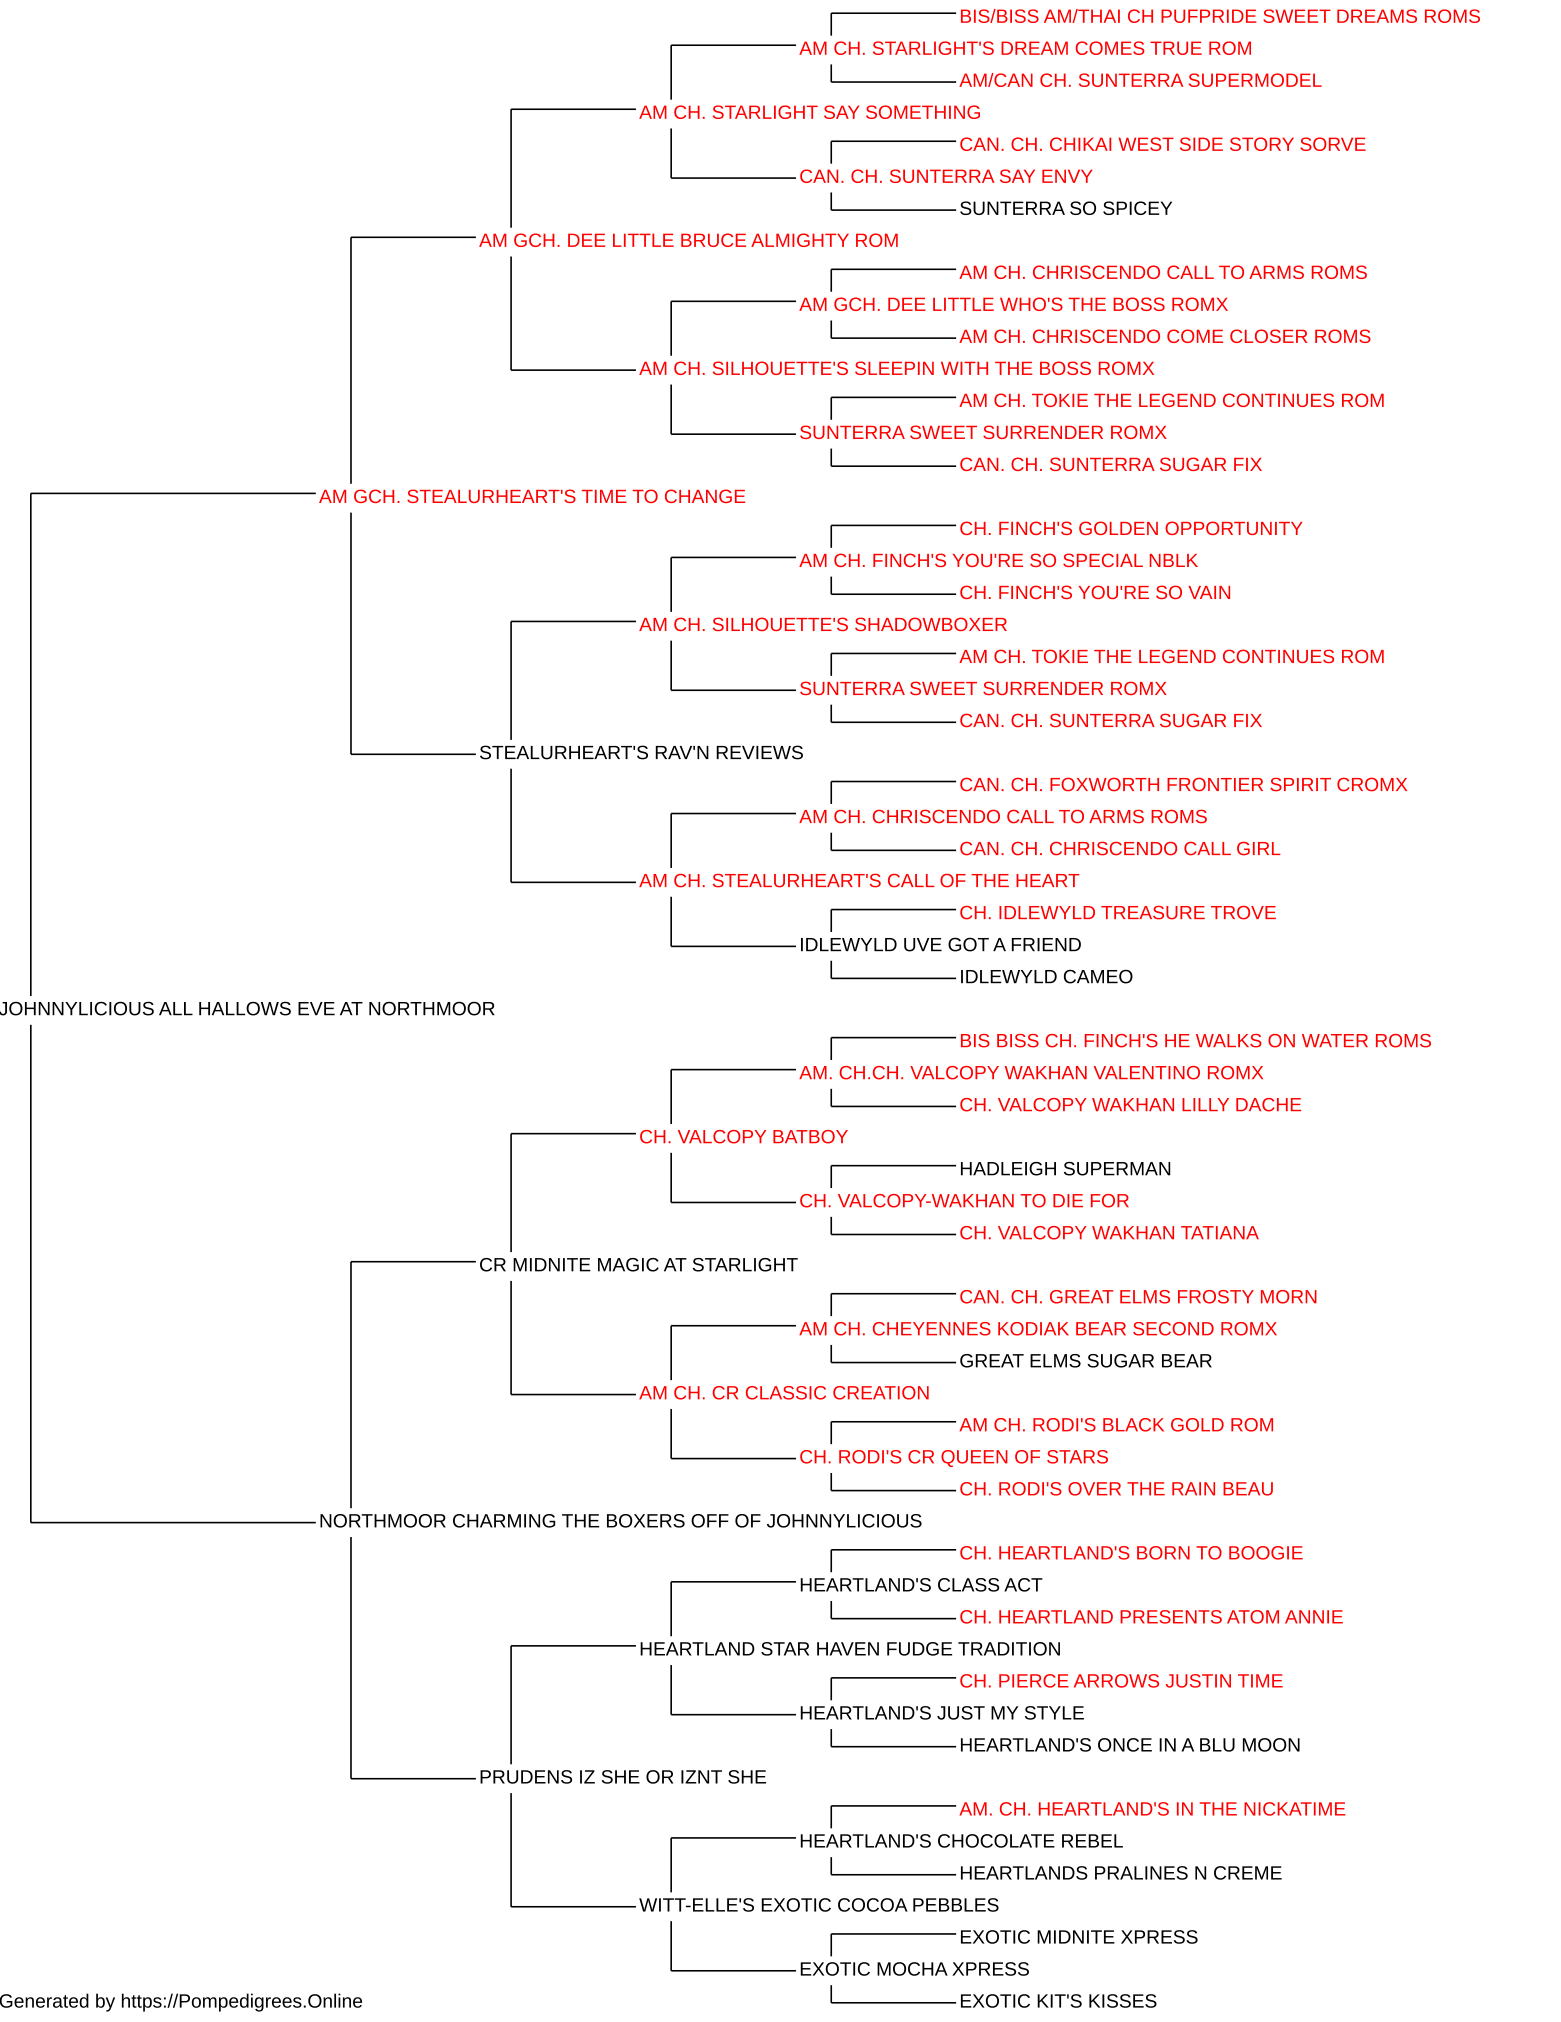 BIS/BISS AM/THAI CH PUFPRIDE SWEET DREAMS ROMS
AM CH. STARLIGHT'S DREAM COMES TRUE ROM
AM/CAN CH. SUNTERRA SUPERMODEL
AM CH. STARLIGHT SAY SOMETHING
CAN. CH. CHIKAI WEST SIDE STORY SORVE
CAN. CH. SUNTERRA SAY ENVY
SUNTERRA SO SPICEY
AM GCH. DEE LITTLE BRUCE ALMIGHTY ROM
AM CH. CHRISCENDO CALL TO ARMS ROMS
AM GCH. DEE LITTLE WHO'S THE BOSS ROMX
AM CH. CHRISCENDO COME CLOSER ROMS
AM CH. SILHOUETTE'S SLEEPIN WITH THE BOSS ROMX
AM CH. TOKIE THE LEGEND CONTINUES ROM
SUNTERRA SWEET SURRENDER ROMX
CAN. CH. SUNTERRA SUGAR FIX
AM GCH. STEALURHEART'S TIME TO CHANGE
CH. FINCH'S GOLDEN OPPORTUNITY
AM CH. FINCH'S YOU'RE SO SPECIAL NBLK
CH. FINCH'S YOU'RE SO VAIN
AM CH. SILHOUETTE'S SHADOWBOXER
AM CH. TOKIE THE LEGEND CONTINUES ROM
SUNTERRA SWEET SURRENDER ROMX
CAN. CH. SUNTERRA SUGAR FIX
STEALURHEART'S RAV'N REVIEWS
CAN. CH. FOXWORTH FRONTIER SPIRIT CROMX
AM CH. CHRISCENDO CALL TO ARMS ROMS
CAN. CH. CHRISCENDO CALL GIRL
AM CH. STEALURHEART'S CALL OF THE HEART
CH. IDLEWYLD TREASURE TROVE
IDLEWYLD UVE GOT A FRIEND
IDLEWYLD CAMEO
JOHNNYLICIOUS ALL HALLOWS EVE AT NORTHMOOR
BIS BISS CH. FINCH'S HE WALKS ON WATER ROMS
AM. CH.CH. VALCOPY WAKHAN VALENTINO ROMX
CH. VALCOPY WAKHAN LILLY DACHE
CH. VALCOPY BATBOY
HADLEIGH SUPERMAN
CH. VALCOPY-WAKHAN TO DIE FOR
CH. VALCOPY WAKHAN TATIANA
CR MIDNITE MAGIC AT STARLIGHT
CAN. CH. GREAT ELMS FROSTY MORN
AM CH. CHEYENNES KODIAK BEAR SECOND ROMX
GREAT ELMS SUGAR BEAR
AM CH. CR CLASSIC CREATION
AM CH. RODI'S BLACK GOLD ROM
CH. RODI'S CR QUEEN OF STARS
CH. RODI'S OVER THE RAIN BEAU
NORTHMOOR CHARMING THE BOXERS OFF OF JOHNNYLICIOUS
CH. HEARTLAND'S BORN TO BOOGIE
HEARTLAND'S CLASS ACT
CH. HEARTLAND PRESENTS ATOM ANNIE
HEARTLAND STAR HAVEN FUDGE TRADITION
CH. PIERCE ARROWS JUSTIN TIME
HEARTLAND'S JUST MY STYLE
HEARTLAND'S ONCE IN A BLU MOON
PRUDENS IZ SHE OR IZNT SHE
AM. CH. HEARTLAND'S IN THE NICKATIME
HEARTLAND'S CHOCOLATE REBEL
HEARTLANDS PRALINES N CREME
WITT-ELLE'S EXOTIC COCOA PEBBLES
EXOTIC MIDNITE XPRESS
EXOTIC MOCHA XPRESS
EXOTIC KIT'S KISSES
Generated by https://Pompedigrees.Online